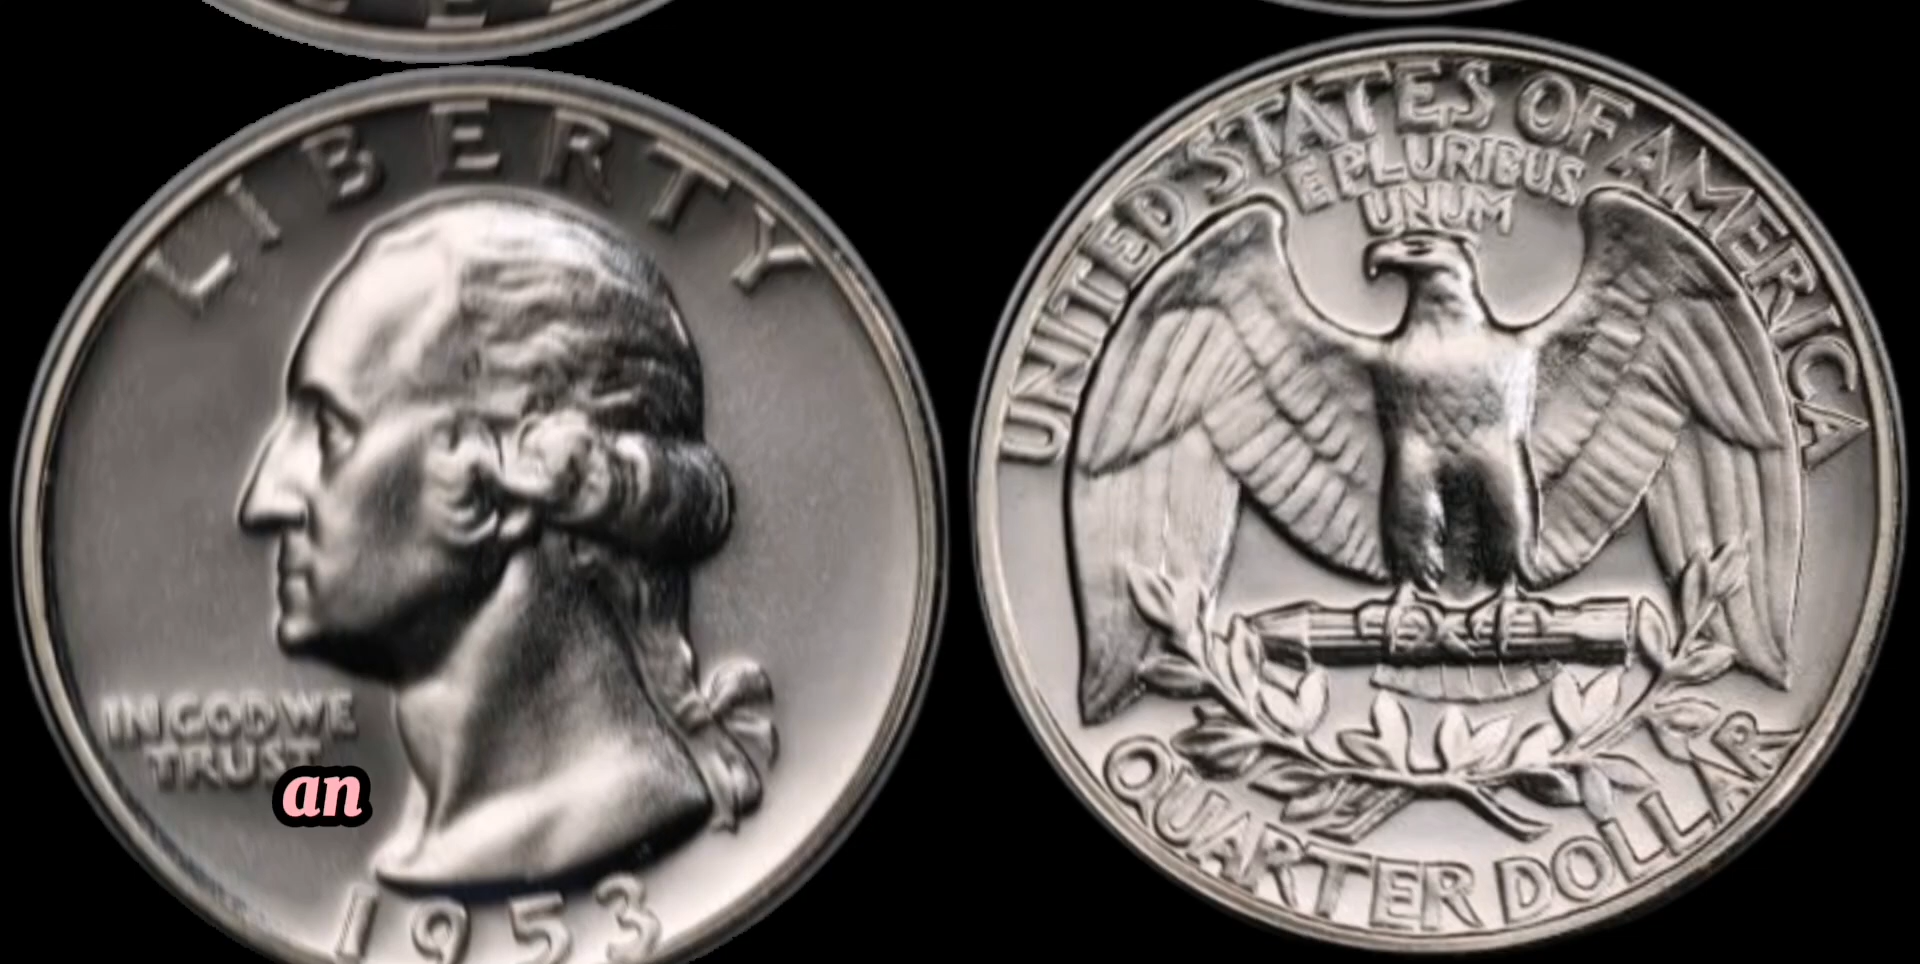 LIBERTY
IN GOD WE
TRUST
an
1953
UNITED STATES OF AMERICA
E PLURIBUS
UNUM
QUARTER DOLLAR